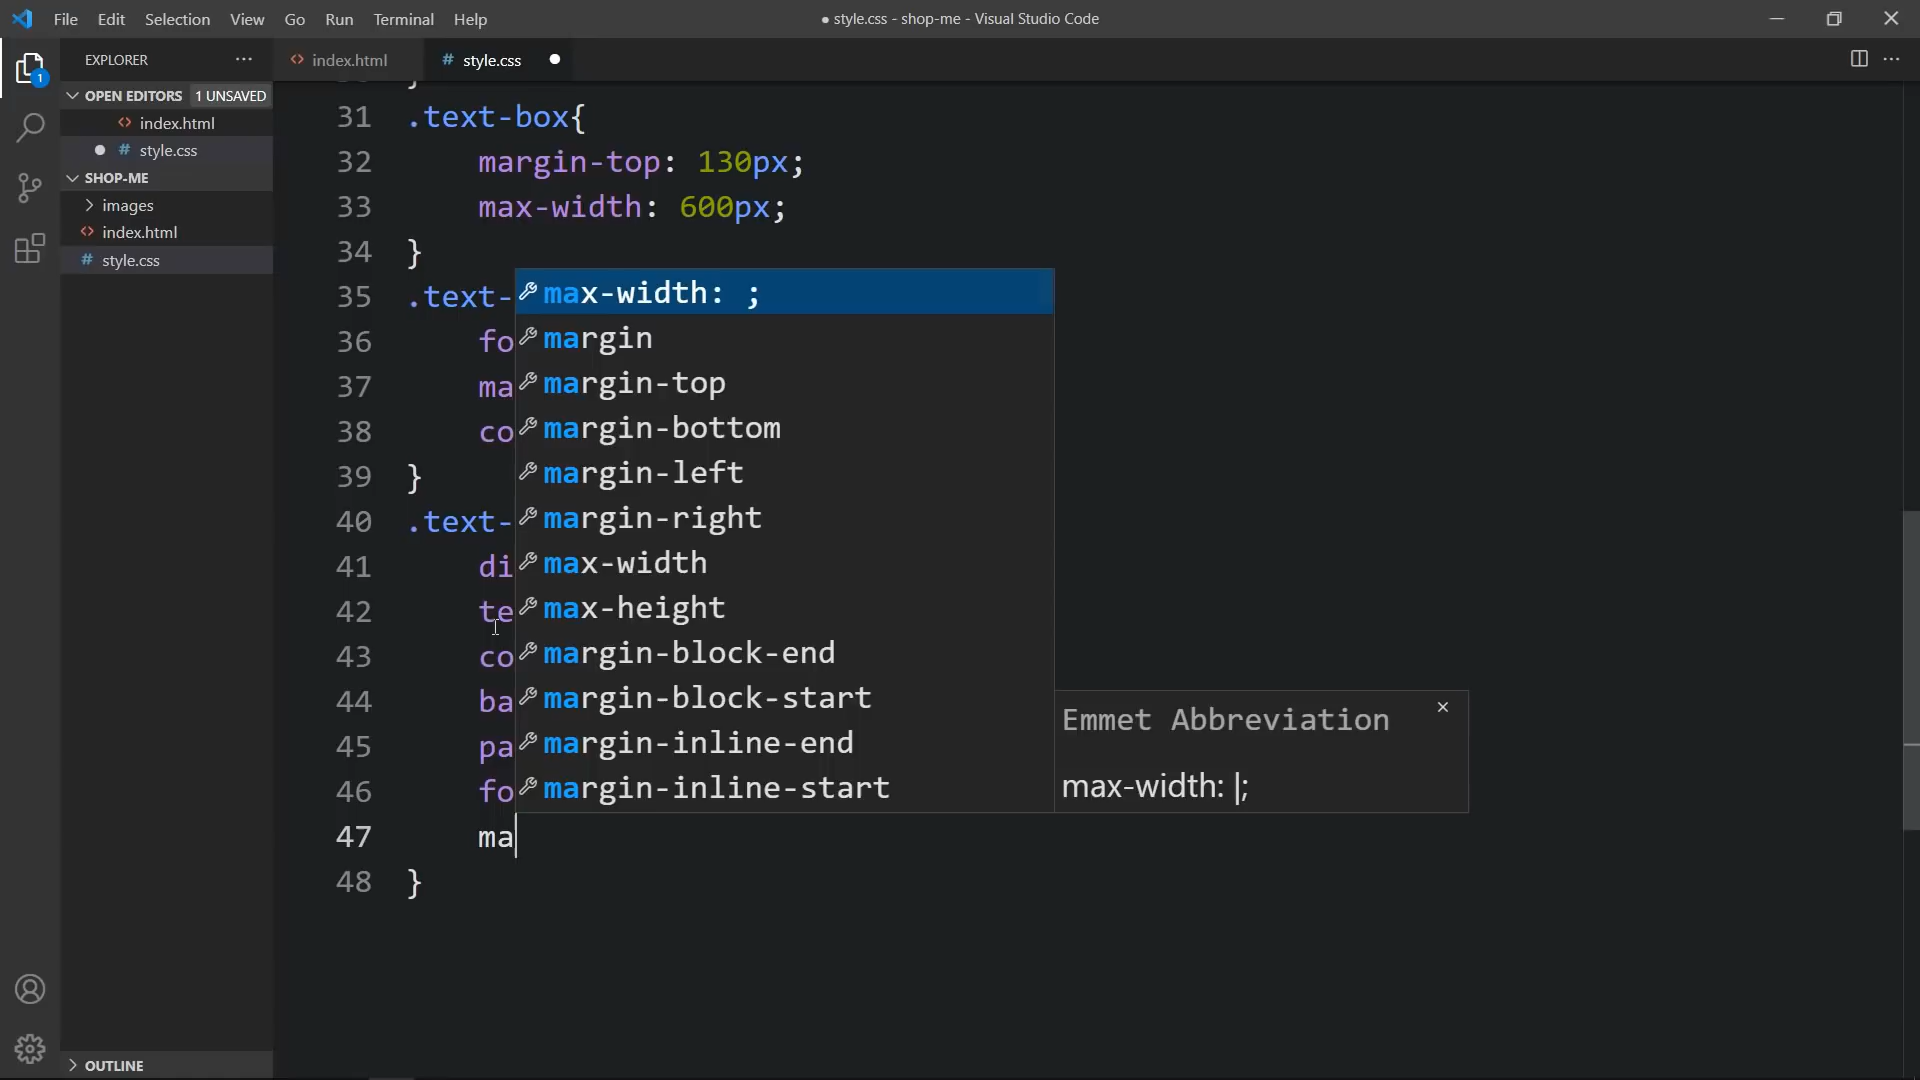 File Edit Selection View Go Run Terminal Help
● style.css - shop-me - Visual Studio Code
EXPLORER ···
<> index.html
# style.css ●
OPEN EDITORS 1 UNSAVED
<> index.html
● # style.css
SHOP-ME
images
<> index.html
# style.css
OUTLINE
1
31 .text-box{
32 margin-top: 130px;
33 max-width: 600px;
34 }
35 .text-
36 fo
37 ma
38 co
39 }
40 .text-
41 di
42 te
43 co
44 ba
45 pa
46 fo
47 ma
48 }
max-width: ;
margin
margin-top
margin-bottom
margin-left
margin-right
max-width
max-height
margin-block-end
margin-block-start
margin-inline-end
margin-inline-start
Emmet Abbreviation
max-width: |;